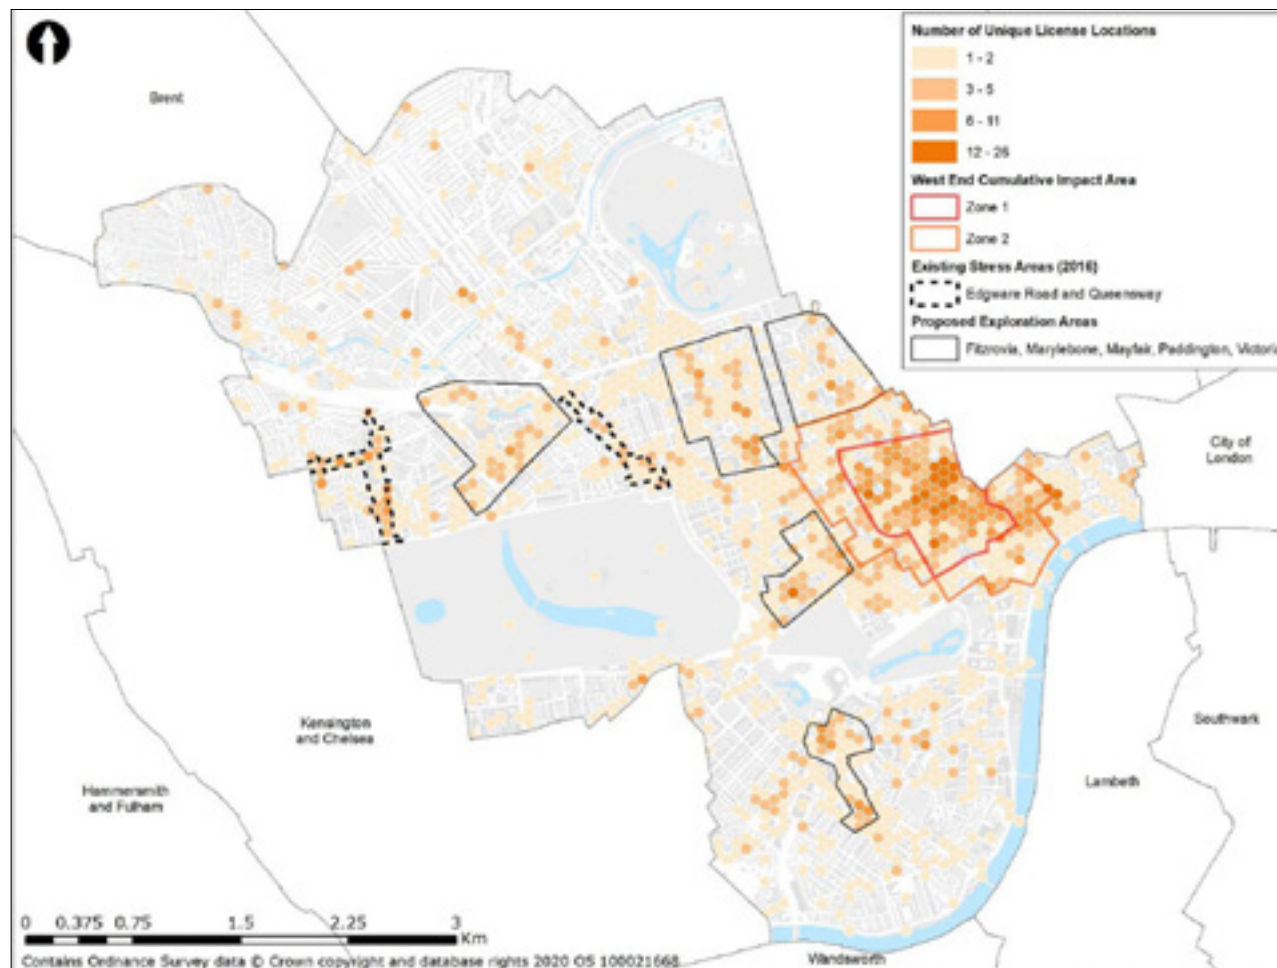 Brent
Number of Unique License Locations
1 - 2
3 - 5
6 - 11
12 - 26
West End Cumulative Impact Area
Zone 1
Zone 2
Existing Stress Areas (2016)
Edgware Road and Queensway
Proposed Exploration Areas
Fitzrovia, Marylebone, Mayfair, Paddington, Victoria
City of
London
Kensington
and Chelsea
Southwark
Hammersmith
and Fulham
Lambeth
0 0.375 0.75 1.5 2.25 3
Km
Wandsworth
Contains Ordnance Survey data © Crown copyright and database rights 2020 OS 100021668